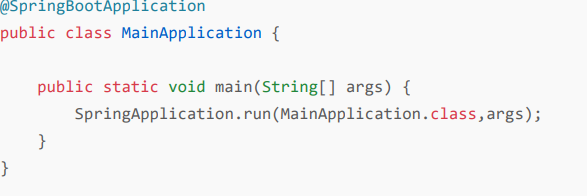 @SpringBootApplication
public class MainApplication {
    public static void main(String[] args) {
        SpringApplication.run(MainApplication.class,args);
    }
}